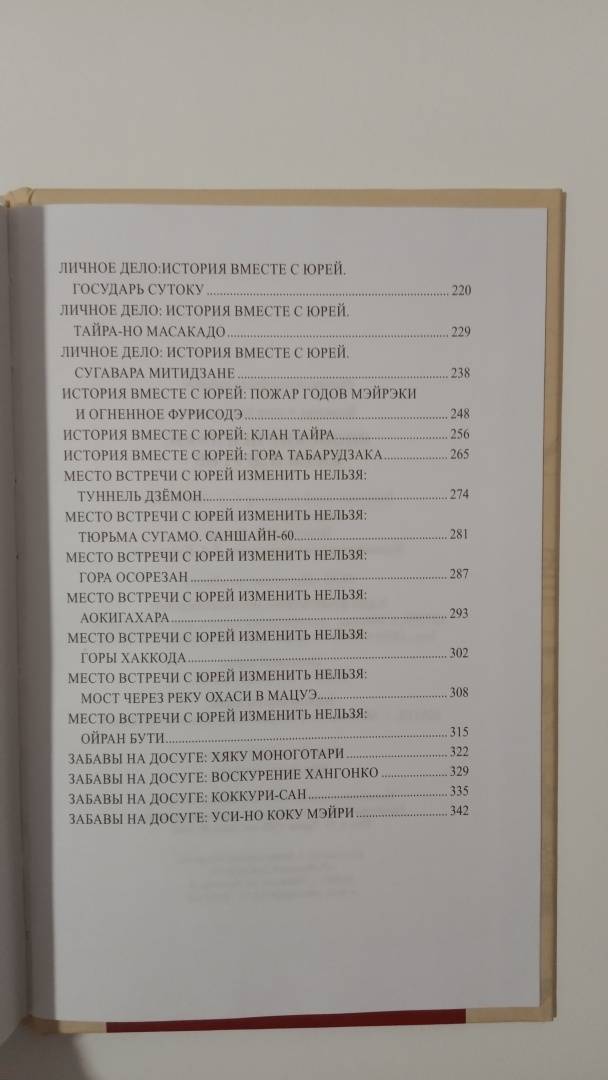 ЛИЧНОЕ ДЕЛО:ИСТОРИЯ ВМЕСТЕ С ЮРЕЙ.
ГОСУДАРЬ СУТОКУ........220
ЛИЧНОЕ ДЕЛО: ИСТОРИЯ ВМЕСТЕ С ЮРЕЙ.
ТАЙРА-НО МАСАКАДО........229
ЛИЧНОЕ ДЕЛО: ИСТОРИЯ ВМЕСТЕ С ЮРЕЙ.
СУГАВАРА МИТИДЗАНЕ........238
ИСТОРИЯ ВМЕСТЕ С ЮРЕЙ: ПОЖАР ГОДОВ МЭЙРЭКИ
И ОГНЕННОЕ ФУРИСОДЭ........248
ИСТОРИЯ ВМЕСТЕ С ЮРЕЙ: КЛАН ТАЙРА........256
ИСТОРИЯ ВМЕСТЕ С ЮРЕЙ: ГОРА ТАБАРУДЗАКА........265
МЕСТО ВСТРЕЧИ С ЮРЕЙ ИЗМЕНИТЬ НЕЛЬЗЯ:
ТУННЕЛЬ ДЗЁМОН........274
МЕСТО ВСТРЕЧИ С ЮРЕЙ ИЗМЕНИТЬ НЕЛЬЗЯ:
ТЮРЬМА СУГАМО. САНШАЙН-60........281
МЕСТО ВСТРЕЧИ С ЮРЕЙ ИЗМЕНИТЬ НЕЛЬЗЯ:
ГОРА ОСОРЕЗАН........287
МЕСТО ВСТРЕЧИ С ЮРЕЙ ИЗМЕНИТЬ НЕЛЬЗЯ:
АОКИГАХАРА........293
МЕСТО ВСТРЕЧИ С ЮРЕЙ ИЗМЕНИТЬ НЕЛЬЗЯ:
ГОРЫ ХАККОДА........302
МЕСТО ВСТРЕЧИ С ЮРЕЙ ИЗМЕНИТЬ НЕЛЬЗЯ:
МОСТ ЧЕРЕЗ РЕКУ ОХАСИ В МАЦУЭ........308
МЕСТО ВСТРЕЧИ С ЮРЕЙ ИЗМЕНИТЬ НЕЛЬЗЯ:
ОЙРАН БУТИ........315
ЗАБАВЫ НА ДОСУГЕ: ХЯКУ МОНОГОТАРИ........322
ЗАБАВЫ НА ДОСУГЕ: ВОСКУРЕНИЕ ХАНГОНКО........329
ЗАБАВЫ НА ДОСУГЕ: КОККУРИ-САН........335
ЗАБАВЫ НА ДОСУГЕ: УСИ-НО КОКУ МЭЙРИ........342